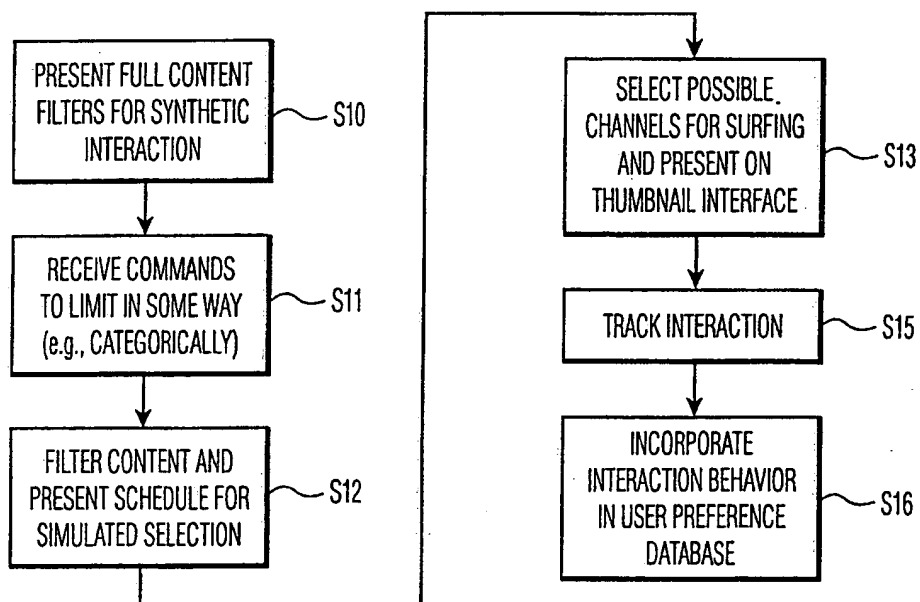 PRESENT FULL CONTENT
FILTERS FOR SYNTHETIC
INTERACTION
S10
RECEIVE COMMANDS
TO LIMIT IN SOME WAY
(e.g., CATEGORICALLY)
S11
FILTER CONTENT AND
PRESENT SCHEDULE FOR
SIMULATED SELECTION
S12
SELECT POSSIBLE.
CHANNELS FOR SURFING
AND PRESENT ON
THUMBNAIL INTERFACE
S13
TRACK INTERACTION
S15
INCORPORATE
INTERACTION BEHAVIOR
IN USER PREFERENCE
DATABASE
S16